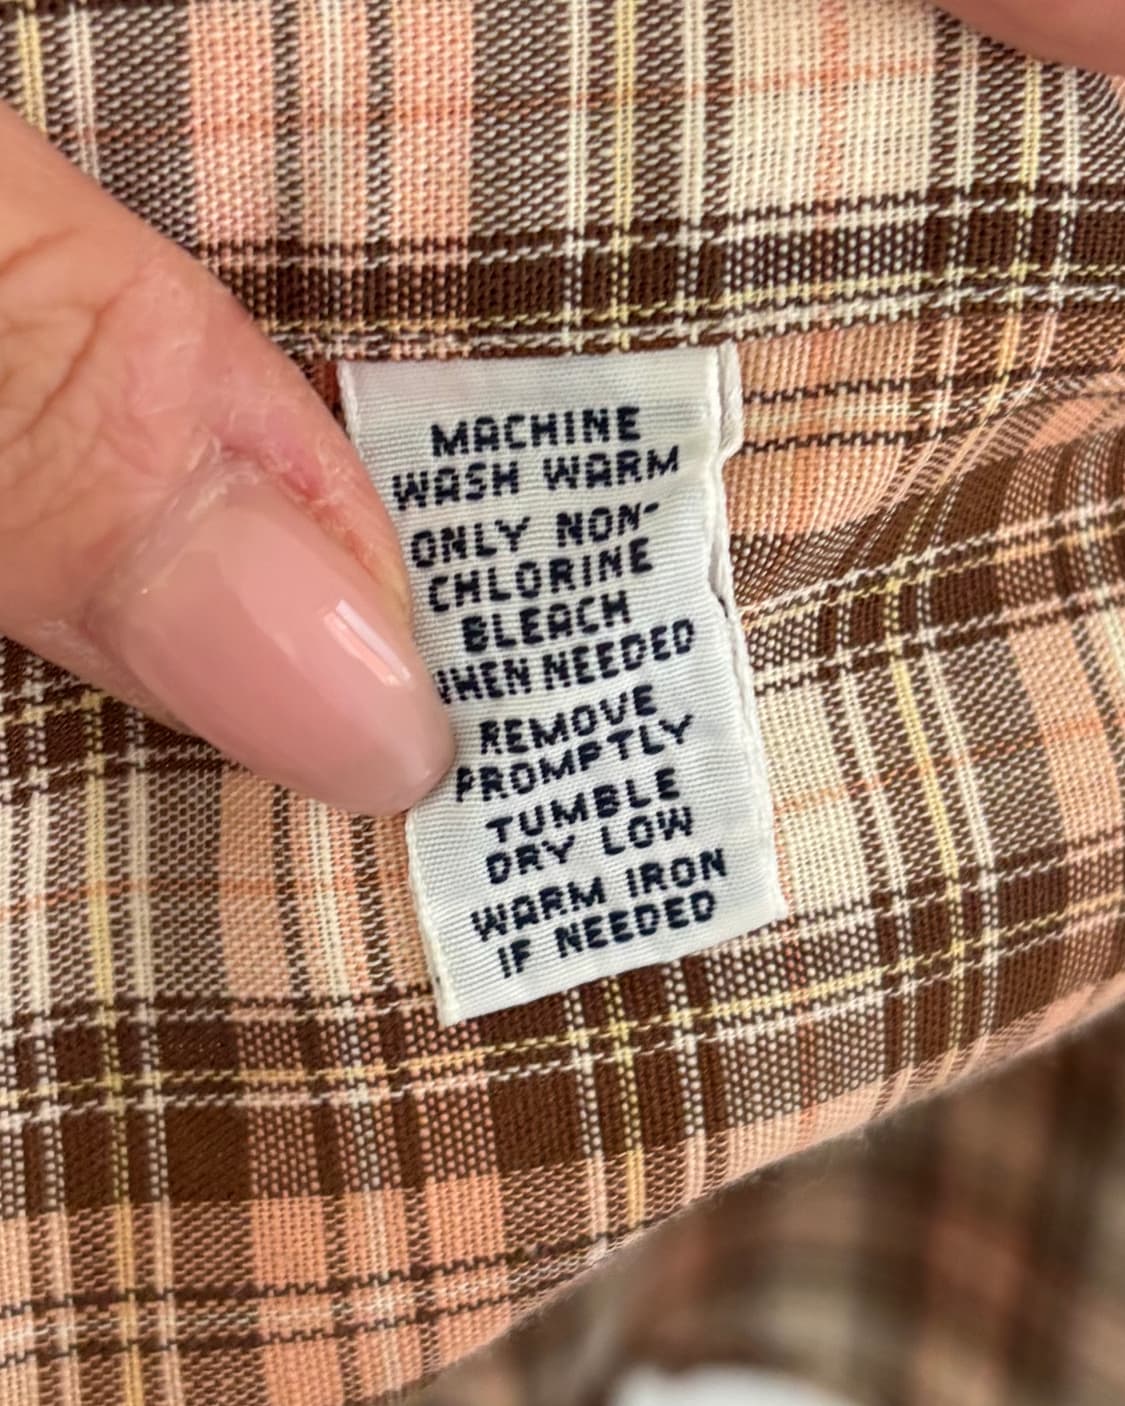 MACHINE
WASH WARM
ONLY NON-
CHLORINE
BLEACH
WHEN NEEDED
REMOVE
PROMPTLY
TUMBLE
DRY LOW
WARM IRON
IF NEEDED